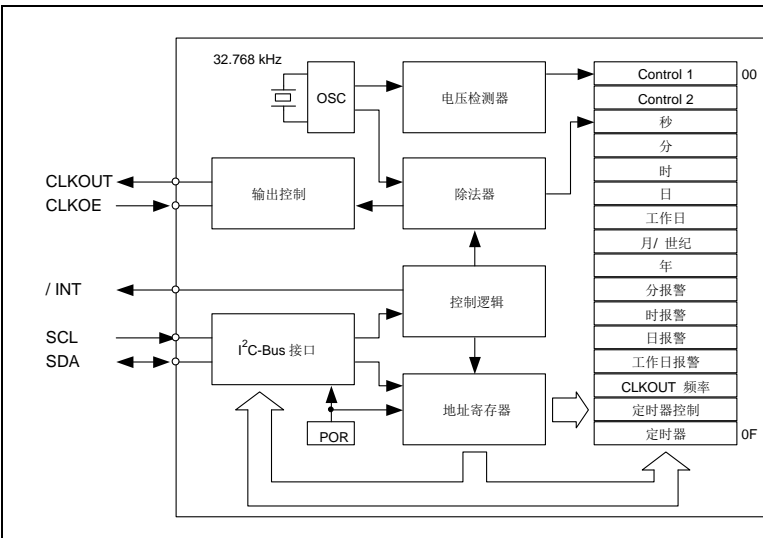 32.768 kHz
OSC
电压检测器
Control 1
00
Control 2
秒
分
时
日
工作日
月/ 世纪
年
分报警
时报警
日报警
工作日报警
CLKOUT 频率
定时器控制
定时器
0F
CLKOUT
CLKOE
输出控制
除法器
/ INT
控制逻辑
SCL
SDA
I²C-Bus 接口
地址寄存器
POR